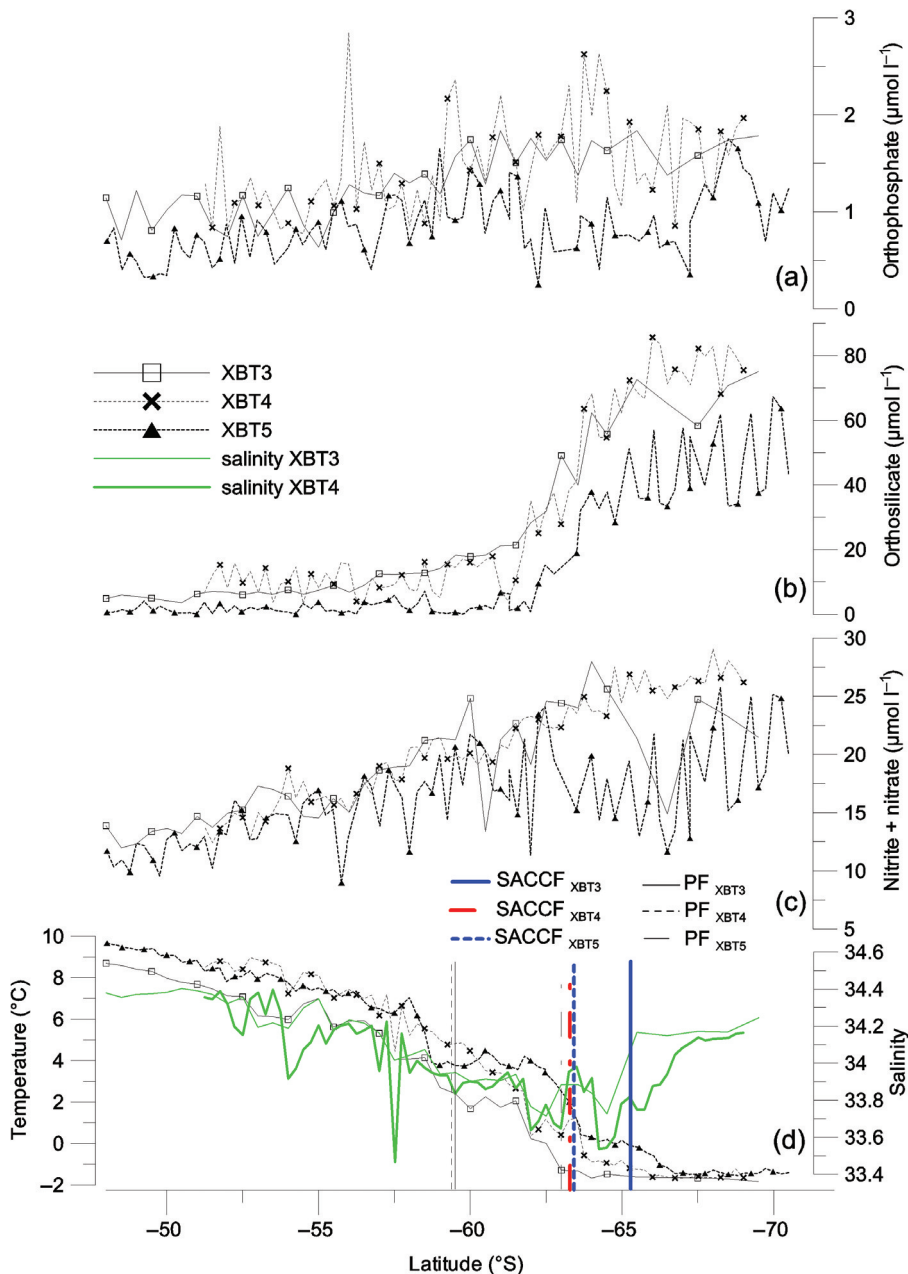 3
2
1
0
Orthophosphate (μmol l⁻¹)
(a)
XBT3
XBT4
XBT5
salinity XBT3
salinity XBT4
80
60
40
20
0
Orthosilicate (μmol l⁻¹)
(b)
30
25
20
15
10
5
Nitrite + nitrate (μmol l⁻¹)
(c)
SACCF XBT3
SACCF XBT4
SACCF XBT5
PF XBT3
PF XBT4
PF XBT5
10
8
6
4
2
0
–2
Temperature (°C)
34.6
34.4
34.2
34
33.8
33.6
33.4
Salinity
(d)
–50
–55
–60
–65
–70
Latitude (°S)